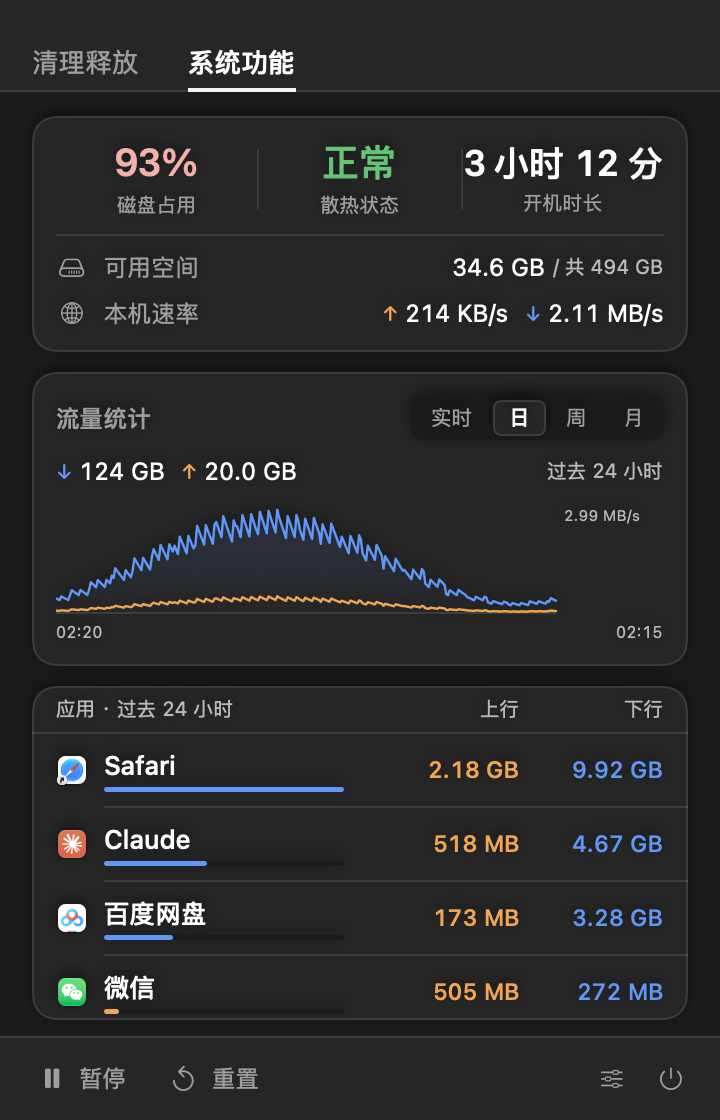 清理释放 系统功能
93% 正常 3 小时 12 分
磁盘占用 散热状态 开机时长
可用空间 34.6 GB / 共 494 GB
本机速率 ↑ 214 KB/s ↓ 2.11 MB/s
流量统计 实时 日 周 月
↓ 124 GB ↑ 20.0 GB 过去 24 小时
2.99 MB/s
02:20 02:15
应用 · 过去 24 小时 上行 下行
Safari 2.18 GB 9.92 GB
Claude 518 MB 4.67 GB
百度网盘 173 MB 3.28 GB
微信 505 MB 272 MB
暂停 重置